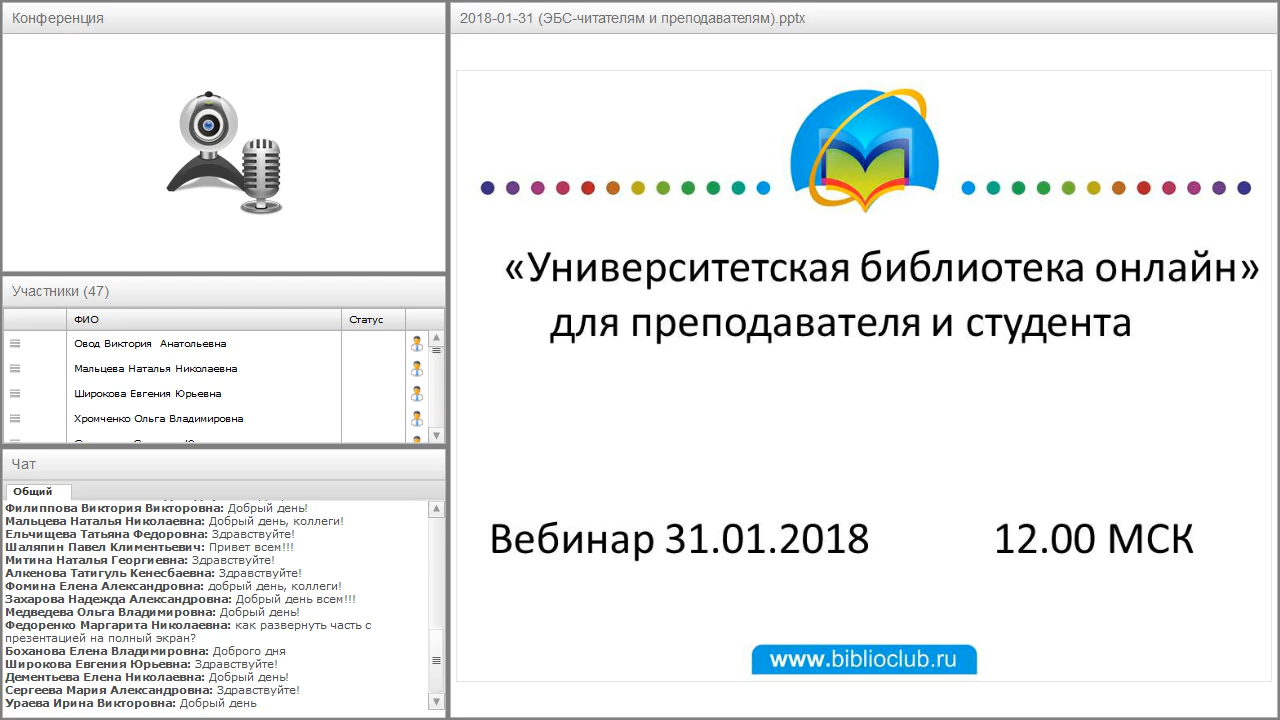 Конференция
2018-01-31 (ЭБС-читателям и преподавателям).pptx
«Университетская библиотека онлайн»
для преподавателя и студента
Вебинар 31.01.2018 12.00 МСК
www.biblioclub.ru
Участники (47)
ФИО Статус
Овод Виктория Анатольевна
Мальцева Наталья Николаевна
Широкова Евгения Юрьевна
Хромченко Ольга Владимировна
Чат
Общий
Филиппова Виктория Викторовна: Добрый день!
Мальцева Наталья Николаевна: Добрый день, коллеги!
Ельчищева Татьяна Федоровна: Здравствуйте!
Шаляпин Павел Климентьевич: Привет всем!!!
Митина Наталья Георгиевна: Здравствуйте!
Алкенова Татигуль Кенесбаевна: Здравствуйте!
Фомина Елена Александровна: добрый день, коллеги!
Захарова Надежда Александровна: Добрый день всем!!!
Медведева Ольга Владимировна: Добрый день!
Федоренко Маргарита Николаевна: как развернуть часть с
презентацией на полный экран?
Боханова Елена Владимировна: Доброго дня
Широкова Евгения Юрьевна: Здравствуйте!
Дементьева Елена Николаевна: Добрый день!
Сергеева Мария Александровна: Здравствуйте!
Ураева Ирина Викторовна: Добрый день